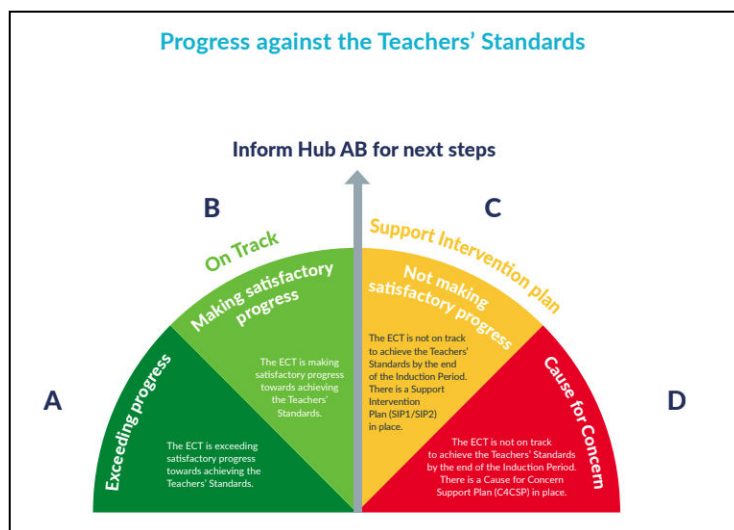 Progress against the Teachers' Standards
Inform Hub AB for next steps
A
Exceeding progress
The ECT is exceeding
satisfactory progress
towards achieving the
Teachers' Standards.
B
On Track
Making satisfactory
progress
The ECT is making
satisfactory progress
towards achieving
the Teachers'
Standards.
C
Support Intervention plan
Not making
satisfactory progress
The ECT is not on track
to achieve the Teachers'
Standards by the end
of the Induction Period.
There is a Support
Intervention
Plan (SIP1/SIP2)
in place.
D
Cause for Concern
The ECT is not on track
to achieve the Teachers' Standards
by the end of the Induction Period.
There is a Cause for Concern
Support Plan (C4CSP) in place.